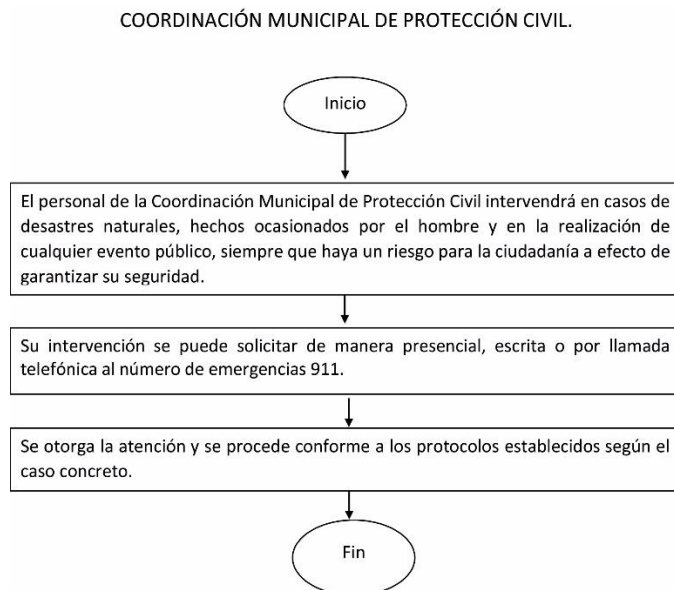 COORDINACIÓN MUNICIPAL DE PROTECCIÓN CIVIL.
Inicio
El personal de la Coordinación Municipal de Protección Civil intervendrá en casos de
desastres naturales, hechos ocasionados por el hombre y en la realización de
cualquier evento público, siempre que haya un riesgo para la ciudadanía a efecto de
garantizar su seguridad.
Su intervención se puede solicitar de manera presencial, escrita o por llamada
telefónica al número de emergencias 911.
Se otorga la atención y se procede conforme a los protocolos establecidos según el
caso concreto.
Fin